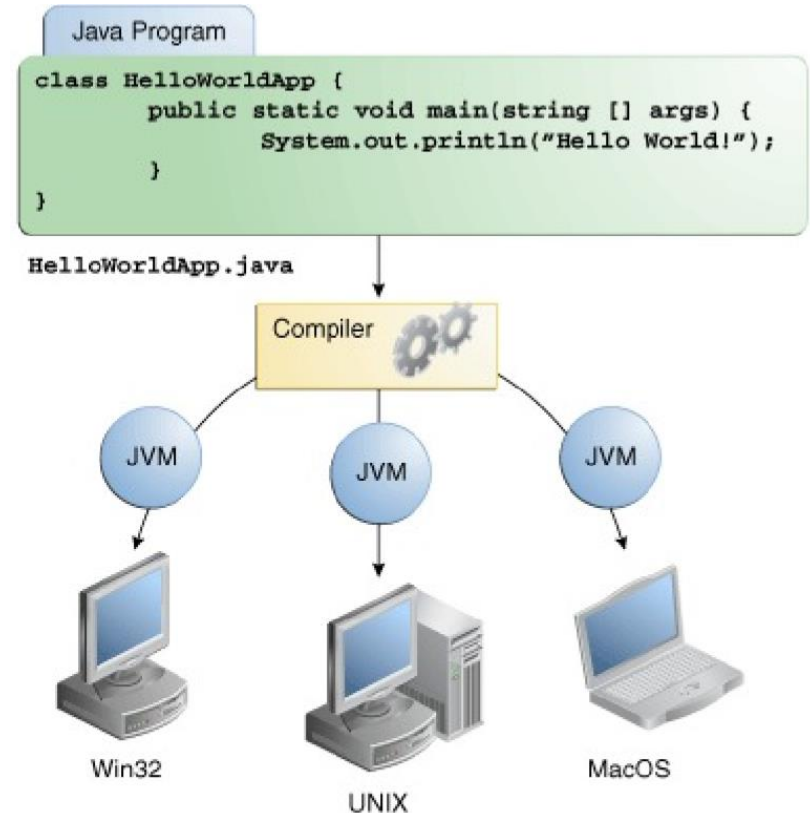 Java Program
class HelloWorldApp {
public static void main(string [] args) {
System.out.println(”Hello World!”);
}
}
HelloWorldApp.java
Compiler
JVM
JVM
JVM
Win32
UNIX
MacOS